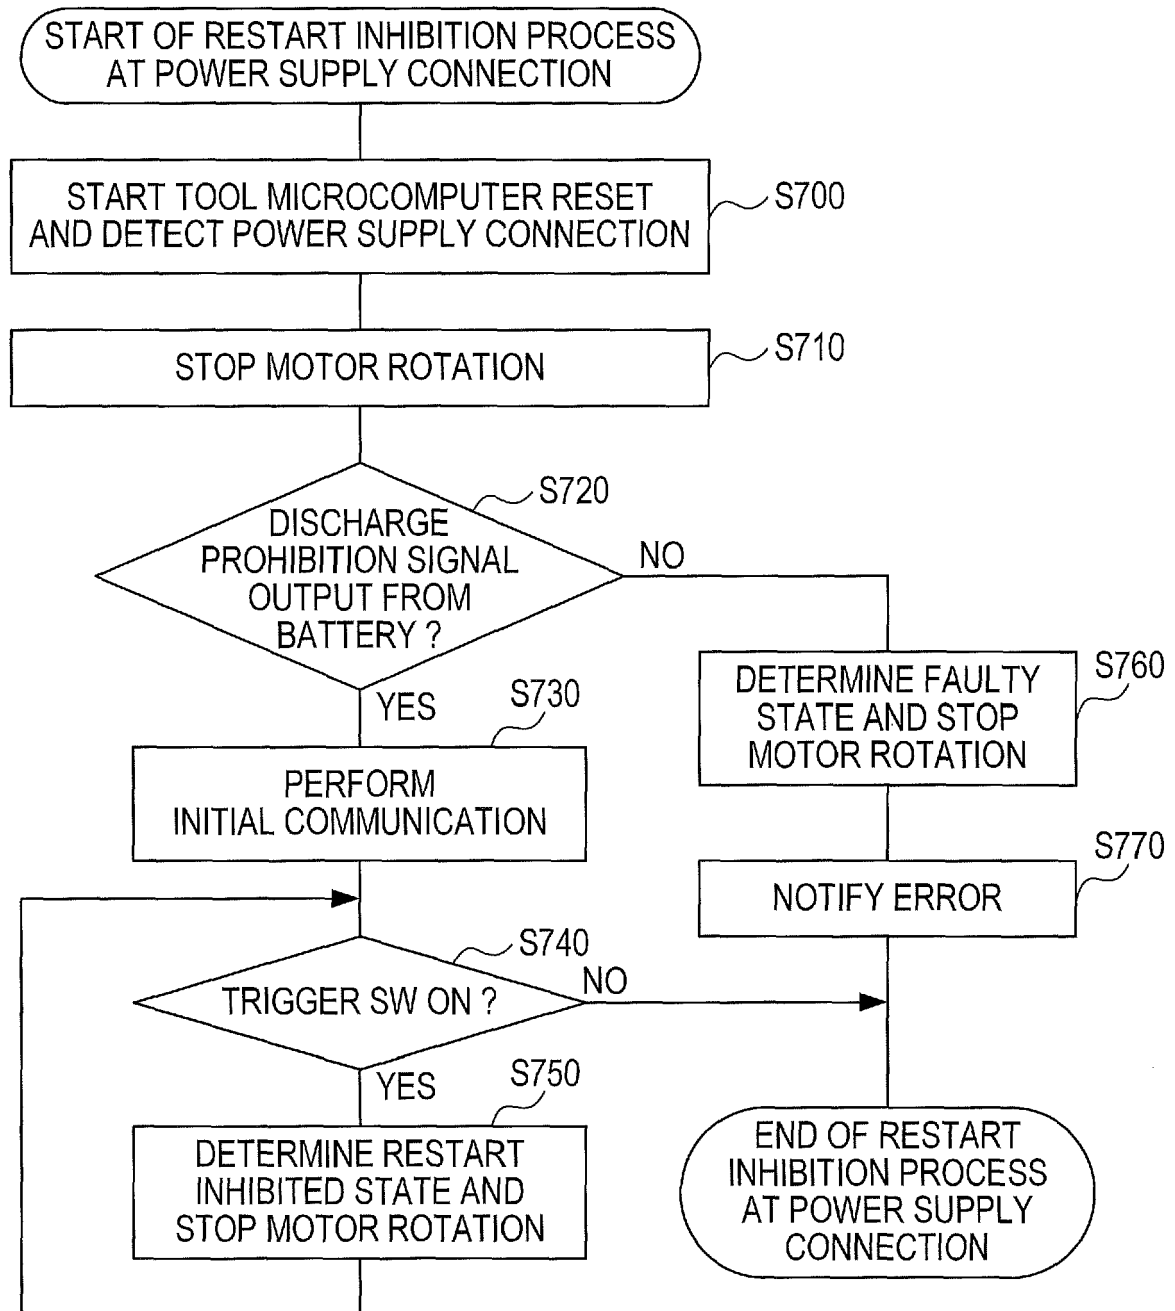 START OF RESTART INHIBITION PROCESS
AT POWER SUPPLY CONNECTION
START TOOL MICROCOMPUTER RESET
AND DETECT POWER SUPPLY CONNECTION
S700
STOP MOTOR ROTATION
S710
S720
DISCHARGE
PROHIBITION SIGNAL
OUTPUT FROM
BATTERY ?
NO
YES
S730
PERFORM
INITIAL COMMUNICATION
S760
DETERMINE FAULTY
STATE AND STOP
MOTOR ROTATION
S770
NOTIFY ERROR
S740
TRIGGER SW ON ?
NO
YES
S750
DETERMINE RESTART
INHIBITED STATE AND
STOP MOTOR ROTATION
END OF RESTART
INHIBITION PROCESS
AT POWER SUPPLY
CONNECTION